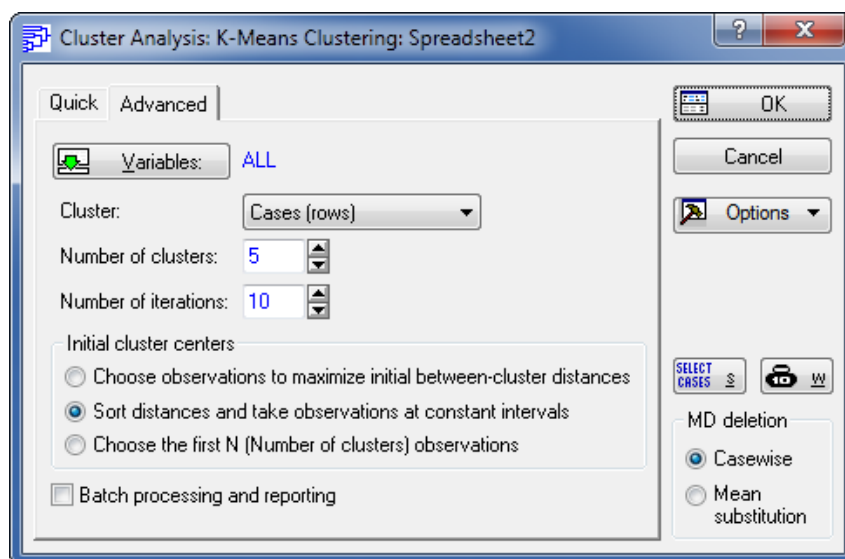 Cluster Analysis: K-Means Clustering: Spreadsheet2
?
X
Quick
Advanced
Variables:
ALL
Cluster:
Cases (rows)
Number of clusters:
5
Number of iterations:
10
Initial cluster centers
Choose observations to maximize initial between-cluster distances
Sort distances and take observations at constant intervals
Choose the first N (Number of clusters) observations
Batch processing and reporting
OK
Cancel
Options
SELECT
CASES S
W
MD deletion
Casewise
Mean
substitution